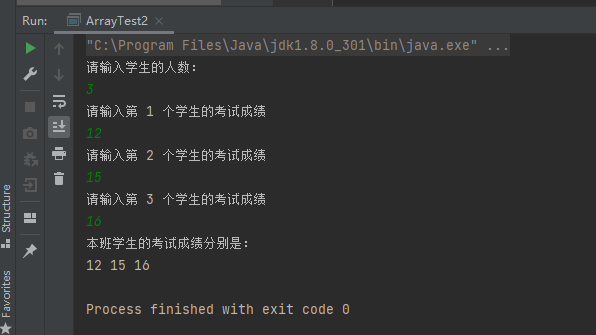 Run: ArrayTest2 ×
"C:\Program Files\Java\jdk1.8.0_301\bin\java.exe" ...
请输入学生的人数：
3
请输入第 1 个学生的考试成绩
12
请输入第 2 个学生的考试成绩
15
请输入第 3 个学生的考试成绩
16
本班学生的考试成绩分别是：
12 15 16
Process finished with exit code 0
Structure
Favorites